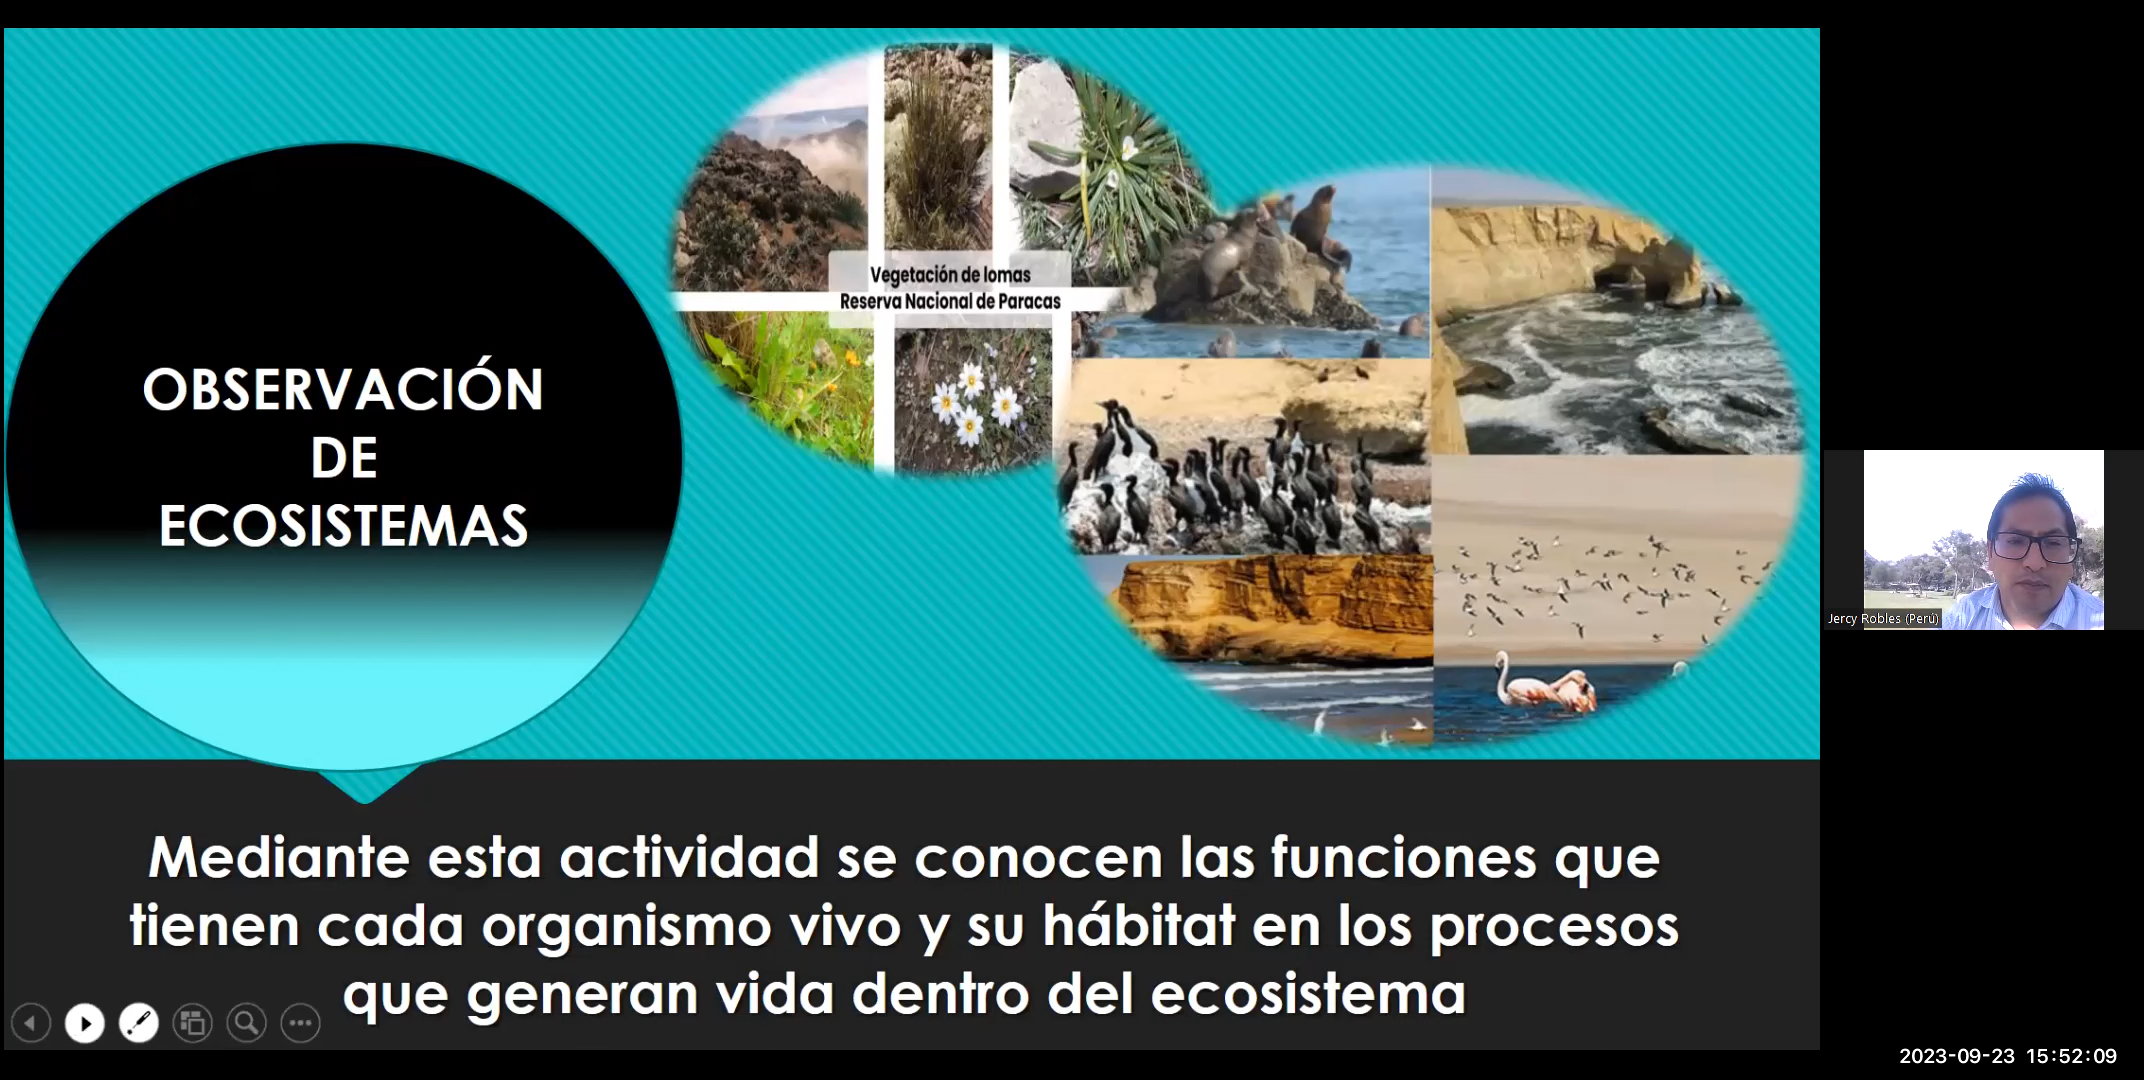 OBSERVACIÓN
DE
ECOSISTEMAS
Vegetación de lomas
Reserva Nacional de Paracas
Mediante esta actividad se conocen las funciones que
tienen cada organismo vivo y su hábitat en los procesos
que generan vida dentro del ecosistema
Jercy Robles (Perú)
2023-09-23 15:52:09